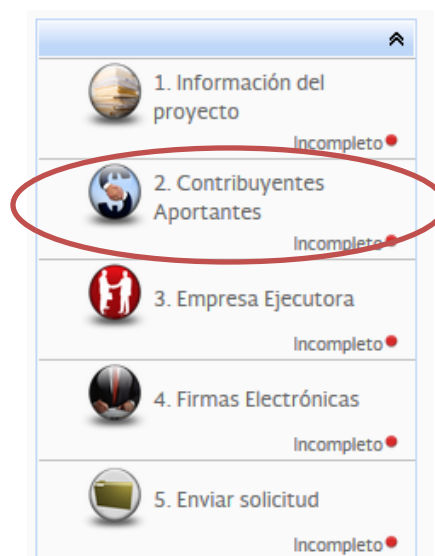 1. Información del
proyecto
Incompleto
2. Contribuyentes
Aportantes
Incompleto
3. Empresa Ejecutora
Incompleto
4. Firmas Electrónicas
Incompleto
5. Enviar solicitud
Incompleto